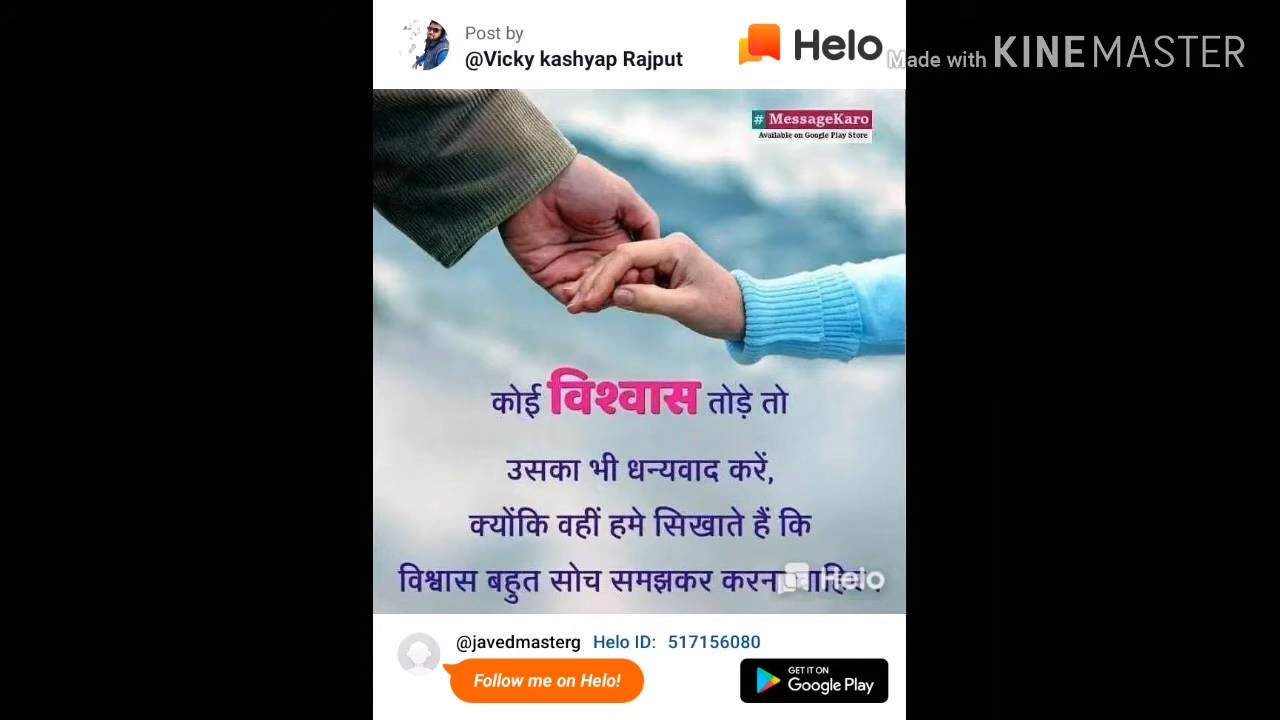 Post by
@Vicky kashyap Rajput
Helo
Made with KINEMASTER
# MessageKaro
Available on Google Play Store
कोई विश्वास तोड़े तो
उसका भी धन्यवाद करें,
क्योंकि वहीं हमे सिखाते हैं कि
विश्वास बहुत सोच समझकर
Helo
@javedmasterg Helo ID: 517156080
Follow me on Helo!
GET IT ON
Google Play